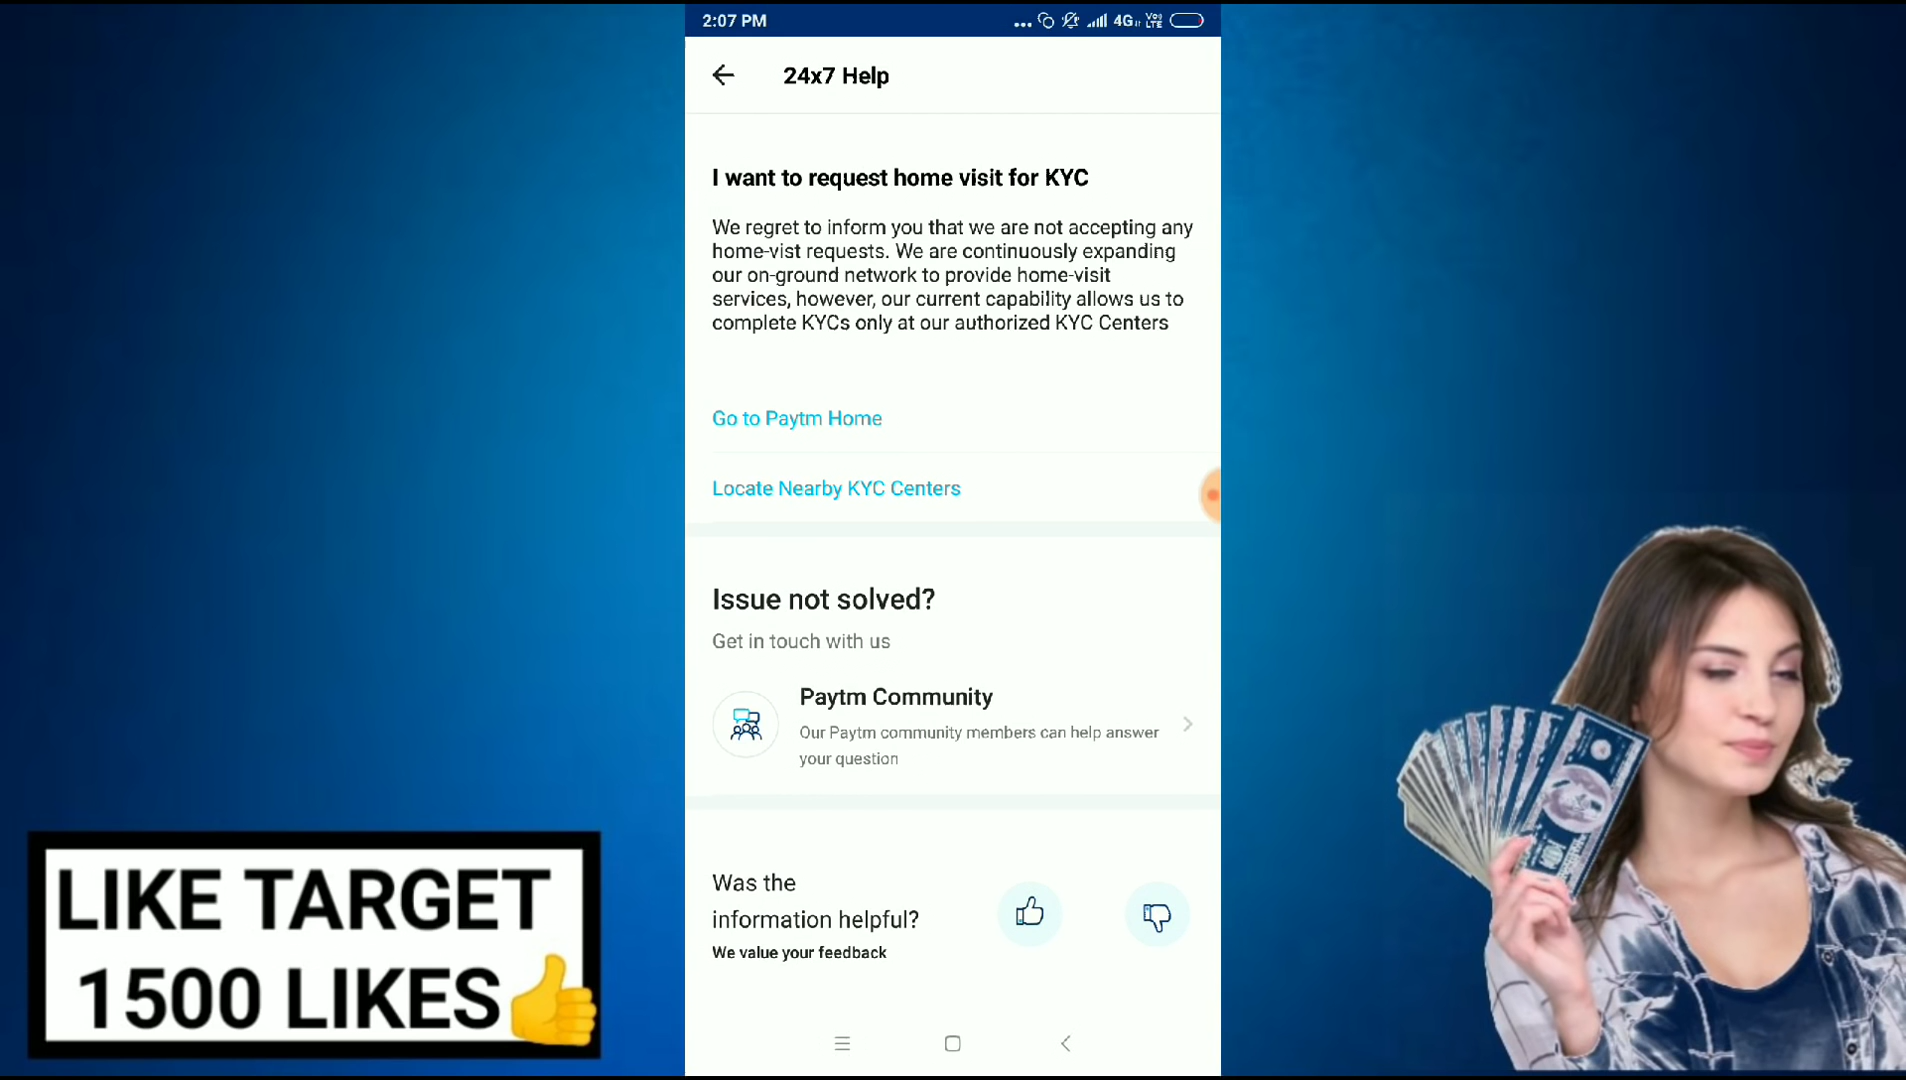 2:07 PM
4G
Vo
LTE
24x7 Help
I want to request home visit for KYC
We regret to inform you that we are not accepting any
home-vist requests. We are continuously expanding
our on-ground network to provide home-visit
services, however, our current capability allows us to
complete KYCs only at our authorized KYC Centers
Go to Paytm Home
Locate Nearby KYC Centers
Issue not solved?
Get in touch with us
Paytm Community
Our Paytm community members can help answer
your question
Was the
information helpful?
We value your feedback
LIKE TARGET
1500 LIKES👍